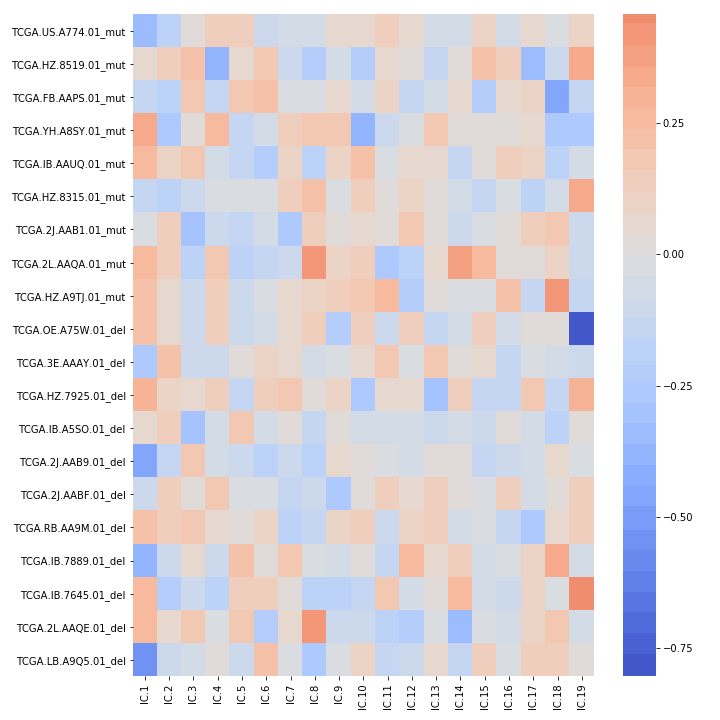 TCGA.US.A774.01_mut
TCGA.HZ.8519.01_mut
TCGA.FB.AAPS.01_mut
TCGA.YH.A8SY.01_mut
TCGA.IB.AAUQ.01_mut
TCGA.HZ.8315.01_mut
TCGA.2J.AAB1.01_mut
TCGA.2L.AAQA.01_mut
TCGA.HZ.A9TJ.01_mut
TCGA.OE.A75W.01_del
TCGA.3E.AAAY.01_del
TCGA.HZ.7925.01_del
TCGA.IB.A5SO.01_del
TCGA.2J.AAB9.01_del
TCGA.2J.AABF.01_del
TCGA.RB.AA9M.01_del
TCGA.IB.7889.01_del
TCGA.IB.7645.01_del
TCGA.2L.AAQE.01_del
TCGA.LB.A9Q5.01_del
IC.1
IC.2
IC.3
IC.4
IC.5
IC.6
IC.7
IC.8
IC.9
IC.10
IC.11
IC.12
IC.13
IC.14
IC.15
IC.16
IC.17
IC.18
IC.19
0.25
0.00
−0.25
−0.50
−0.75